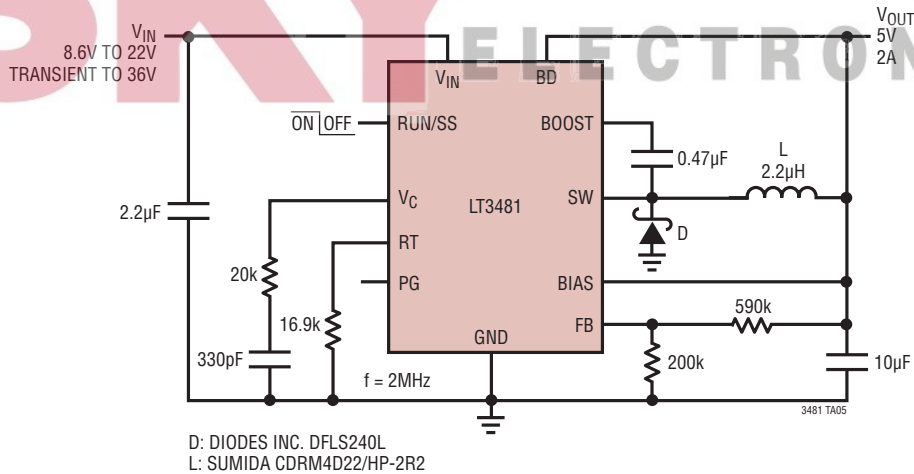 SKY ELECTRON
VIN
8.6V TO 22V
TRANSIENT TO 36V
VOUT
5V
2A
VIN
BD
ON OFF
RUN/SS
BOOST
0.47µF
L
2.2µH
2.2µF
VC
LT3481
SW
D
RT
20k
PG
BIAS
16.9k
590k
FB
GND
330pF
f = 2MHz
200k
10µF
3481 TA05
D: DIODES INC. DFLS240L
L: SUMIDA CDRM4D22/HP-2R2